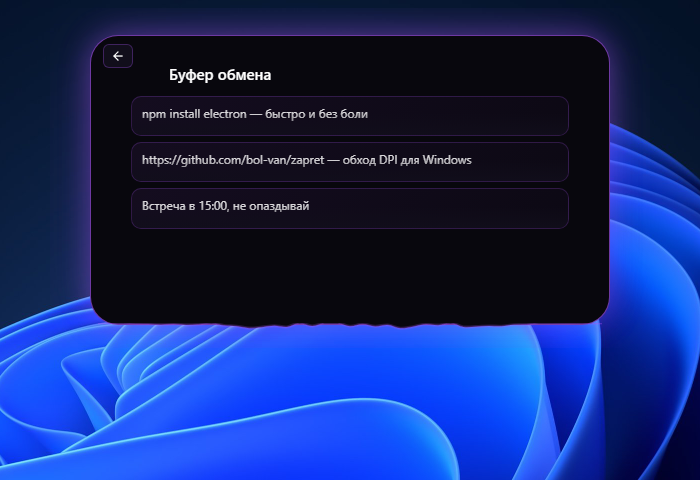 Буфер обмена
npm install electron — быстро и без боли
https://github.com/bol-van/zapret — обход DPI для Windows
Встреча в 15:00, не опаздывай